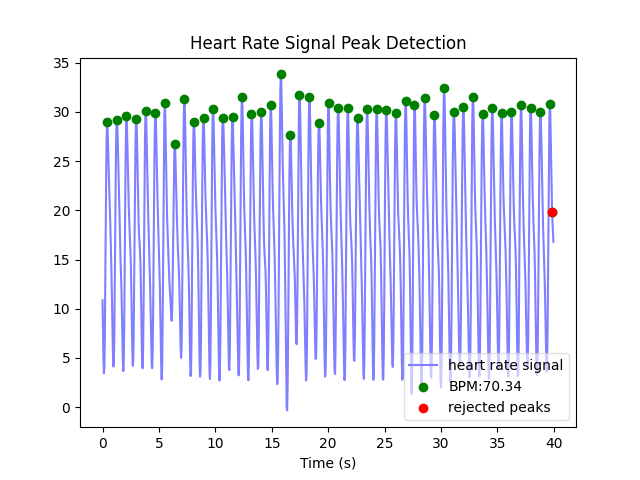 Heart Rate Signal Peak Detection
35
30
25
20
15
10
5
0
heart rate signal
BPM:70.34
rejected peaks
0 5 10 15 20 25 30 35 40
Time (s)